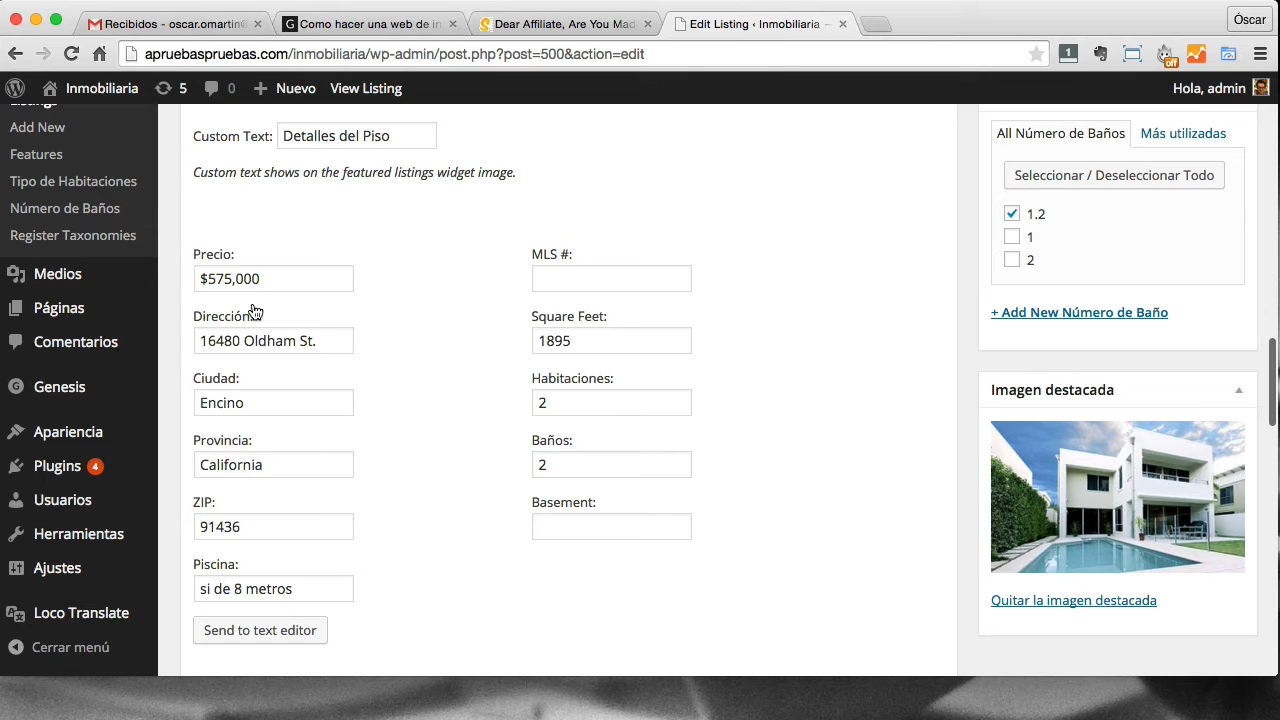 Recibidos - oscar.omartin@
Como hacer una web de in
Dear Affiliate, Are You Mad
Edit Listing ‹ Inmobiliaria —
Óscar
apruebaspruebas.com/inmobiliaria/wp-admin/post.php?post=500&action=edit
1
off
Inmobiliaria
5
0
Nuevo
View Listing
Hola, admin
Listings
Add New
Features
Tipo de Habitaciones
Número de Baños
Register Taxonomies
Medios
Páginas
Comentarios
Genesis
Apariencia
Plugins 4
Usuarios
Herramientas
Ajustes
Loco Translate
Cerrar menú
Custom Text: Detalles del Piso
Custom text shows on the featured listings widget image.
Precio:
$575,000
Dirección:
16480 Oldham St.
Ciudad:
Encino
Provincia:
California
ZIP:
91436
Piscina:
si de 8 metros
Send to text editor
MLS #:
Square Feet:
1895
Habitaciones:
2
Baños:
2
Basement:
All Número de Baños
Más utilizadas
Seleccionar / Deseleccionar Todo
1.2
1
2
+ Add New Número de Baño
Imagen destacada
Quitar la imagen destacada